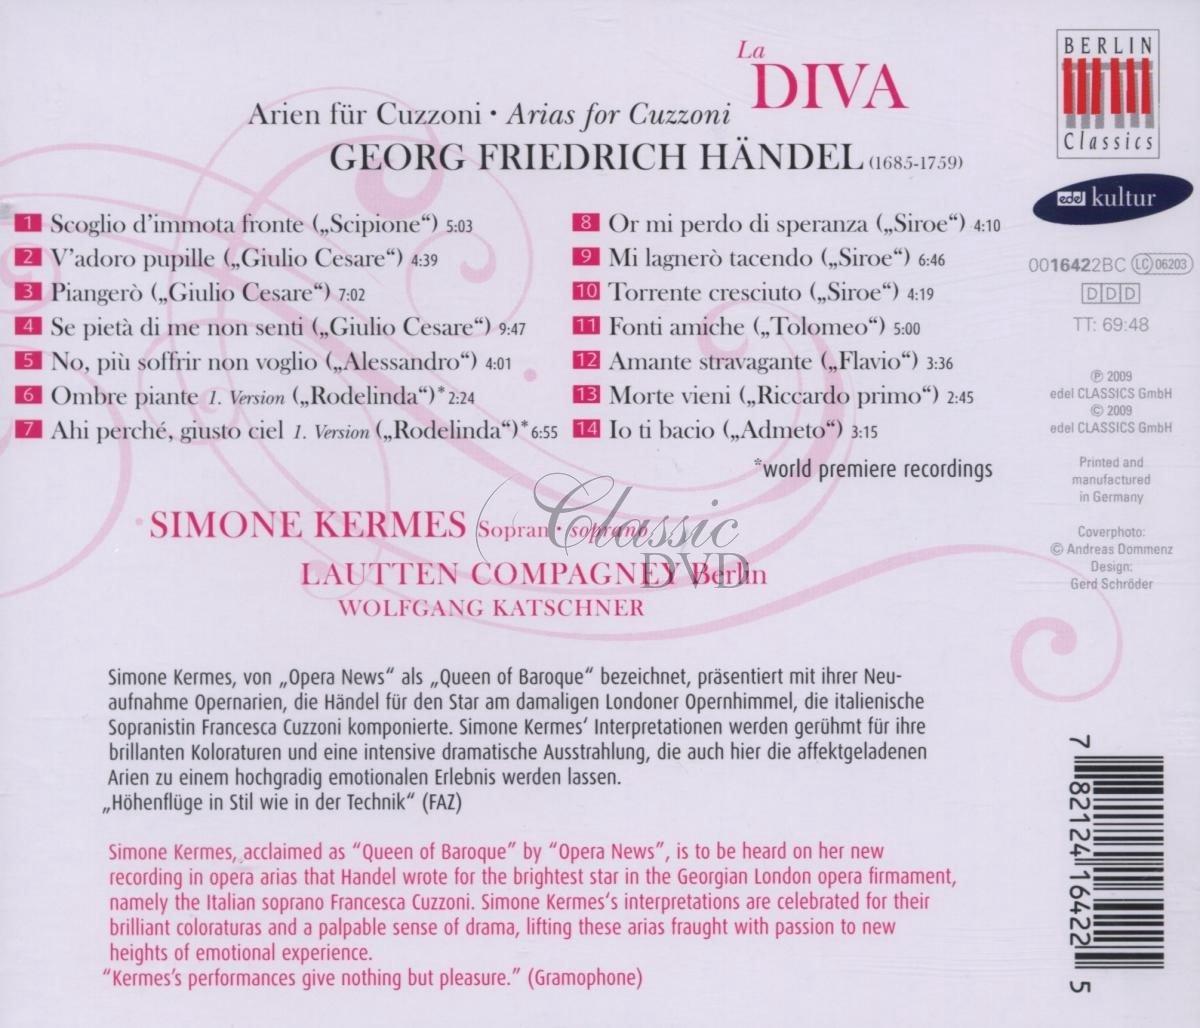 La
DIVA
Arien für Cuzzoni • Arias for Cuzzoni
GEORG FRIEDRICH HÄNDEL (1685-1759)
1 Scoglio d'immota fronte („Scipione“) 5:03
2 V'adoro pupille („Giulio Cesare“) 4:39
3 Piangerò („Giulio Cesare“) 7:02
4 Se pietà di me non senti („Giulio Cesare“) 9:47
5 No, più soffrir non voglio („Alessandro“) 4:01
6 Ombre piante 1. Version („Rodelinda“)* 2:24
7 Ahi perché, giusto ciel 1. Version („Rodelinda“)* 6:55
8 Or mi perdo di speranza („Siroe“) 4:10
9 Mi lagnerò tacendo („Siroe“) 6:46
10 Torrente cresciuto („Siroe“) 4:19
11 Fonti amiche („Tolomeo“) 5:00
12 Amante stravagante („Flavio“) 3:36
13 Morte vieni („Riccardo primo“) 2:45
14 Io ti bacio („Admeto“) 3:15
*world premiere recordings
SIMONE KERMES Sopran • soprano
LAUTTEN COMPAGNEY Berlin
WOLFGANG KATSCHNER
Classic
DVD
Simone Kermes, von „Opera News“ als „Queen of Baroque“ bezeichnet, präsentiert mit ihrer Neu-
aufnahme Opernarien, die Händel für den Star am damaligen Londoner Opernhimmel, die italienische
Sopranistin Francesca Cuzzoni komponierte. Simone Kermes‘ Interpretationen werden gerühmt für ihre
brillanten Koloraturen und eine intensive dramatische Ausstrahlung, die auch hier die affektgeladenen
Arien zu einem hochgradig emotionalen Erlebnis werden lassen.
„Höhenflüge in Stil wie in der Technik“ (FAZ)
Simone Kermes, acclaimed as “Queen of Baroque” by “Opera News”, is to be heard on her new
recording in opera arias that Handel wrote for the brightest star in the Georgian London opera firmament,
namely the Italian soprano Francesca Cuzzoni. Simone Kermes's interpretations are celebrated for their
brilliant coloraturas and a palpable sense of drama, lifting these arias fraught with passion to new
heights of emotional experience.
“Kermes's performances give nothing but pleasure.” (Gramophone)
BERLIN
Classics
edel kultur
0016422BC LC 06203
DDD
TT: 69:48
℗ 2009
edel CLASSICS GmbH
© 2009
edel CLASSICS GmbH
Printed and
manufactured
in Germany
Coverphoto:
© Andreas Dommenz
Design:
Gerd Schröder
7 82124 16422 5